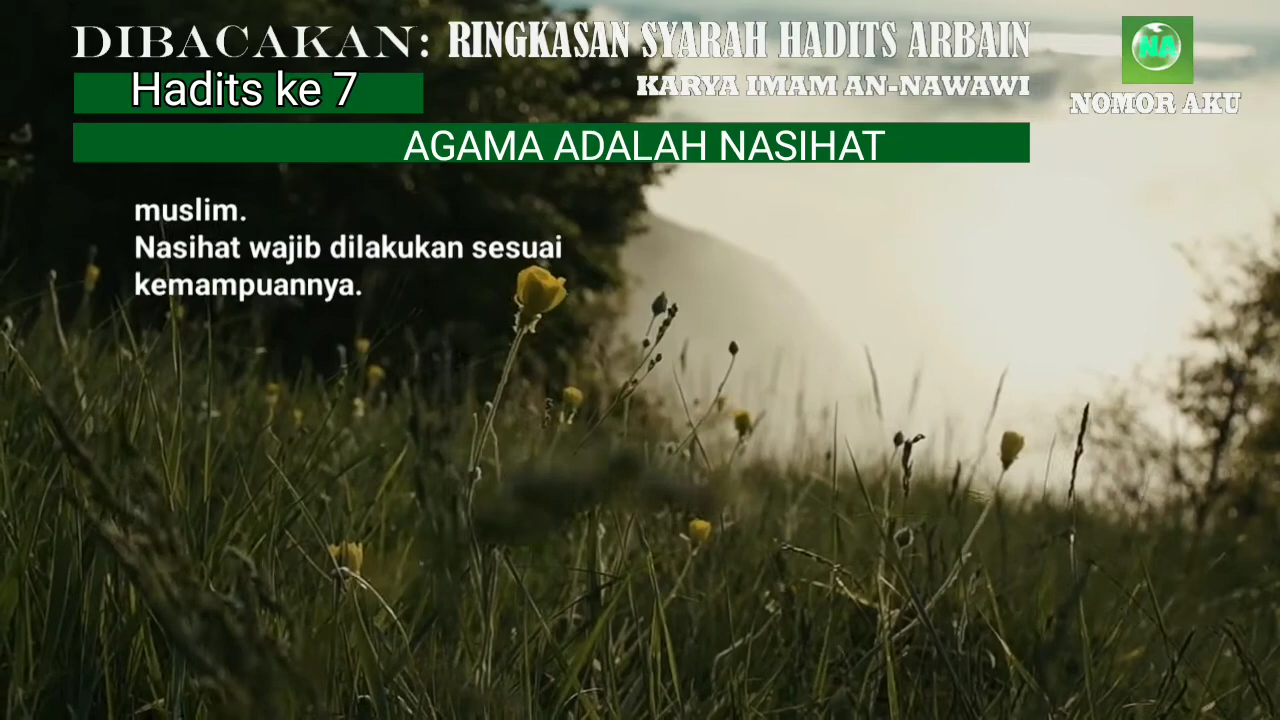 DIBACAKAN: RINGKASAN SYARAH HADITS ARBAIN
KARYA IMAM AN-NAWAWI
Hadits ke 7
AGAMA ADALAH NASIHAT
NA
NOMOR AKU
muslim.
Nasihat wajib dilakukan sesuai
kemampuannya.